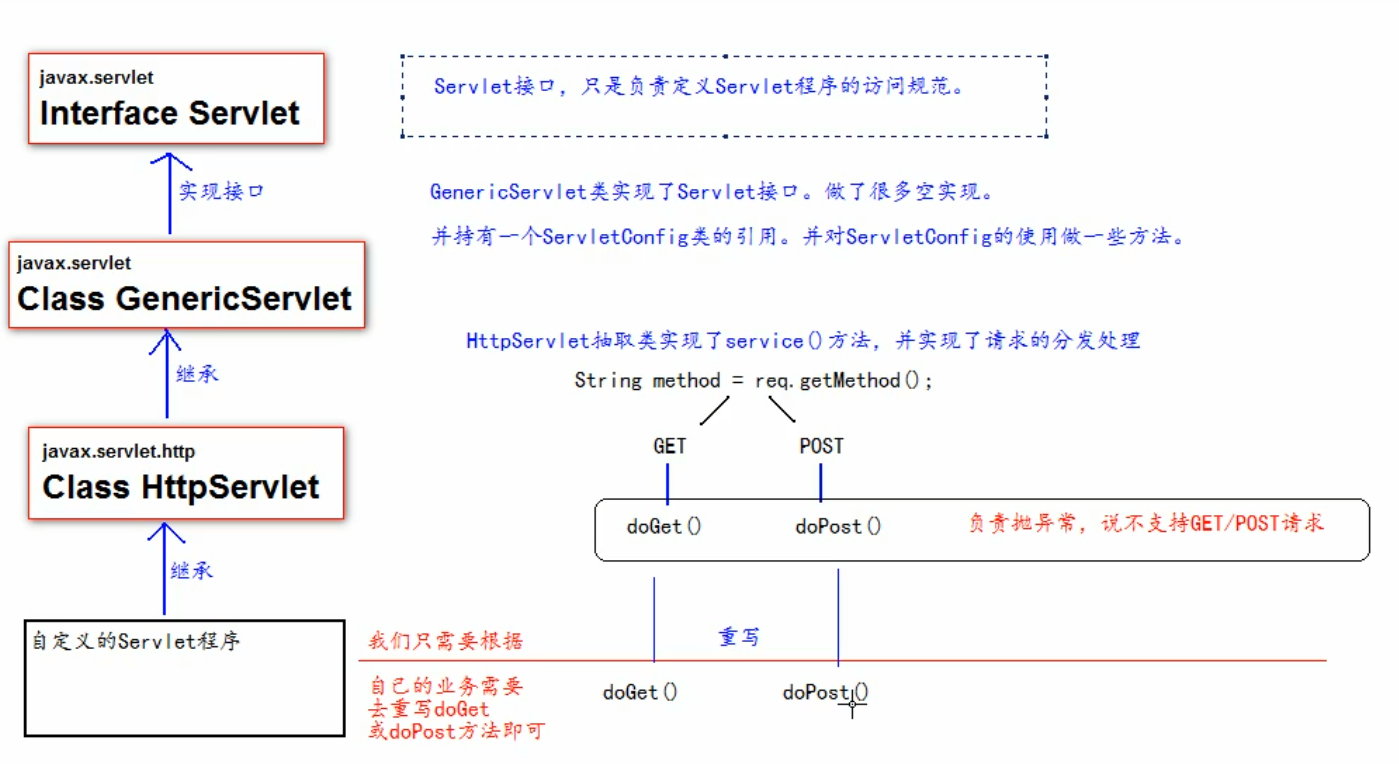 javax.servlet
Interface Servlet
Servlet接口，只是负责定义Servlet程序的访问规范。
实现接口
GenericServlet类实现了Servlet接口。做了很多空实现。
并持有一个ServletConfig类的引用。并对ServletConfig的使用做一些方法。
javax.servlet
Class GenericServlet
继承
HttpServlet抽取类实现了service()方法，并实现了请求的分发处理
String method = req.getMethod();
GET
POST
javax.servlet.http
Class HttpServlet
doGet()
doPost()
负责抛异常，说不支持GET/POST请求
继承
自定义的Servlet程序
我们只需要根据
重写
自己的业务需要
去重写doGet
或doPost方法即可
doGet()
doPost()